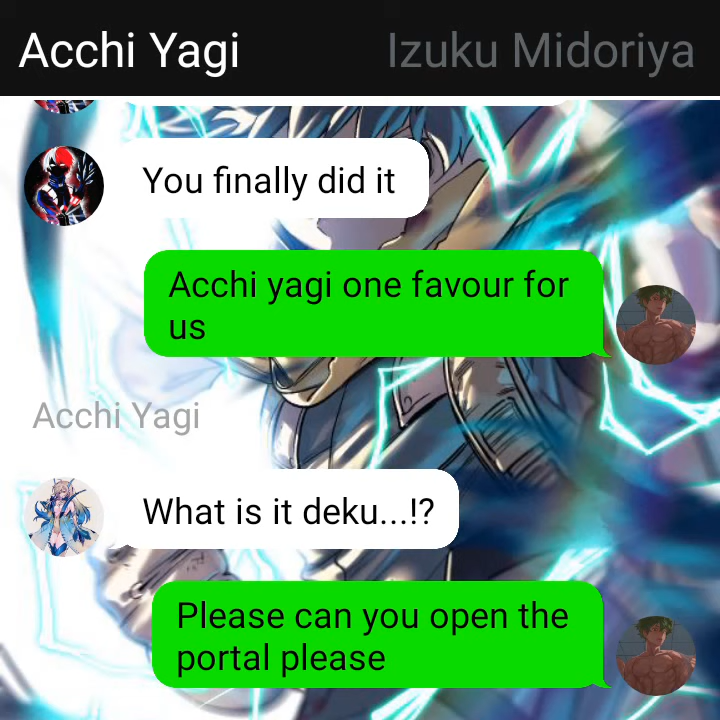 Acchi Yagi
Izuku Midoriya
You finally did it
Acchi yagi one favour for
us
Acchi Yagi
What is it deku...!?
Please can you open the
portal please